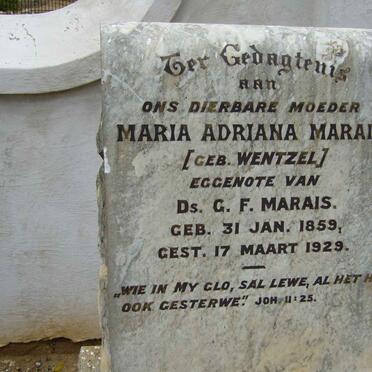 Ter Gedagtenis
aan
ONS DIERBARE MOEDER
MARIA ADRIANA MARAI
[GEB. WENTZEL]
EGGENOTE VAN
DS. G. F. MARAIS.
GEB. 31 JAN. 1859,
GEST. 17 MAART 1929.
„WIE IN MY GLO, SAL LEWE, AL HET H
OOK GESTERWE." JOH. 11:25.